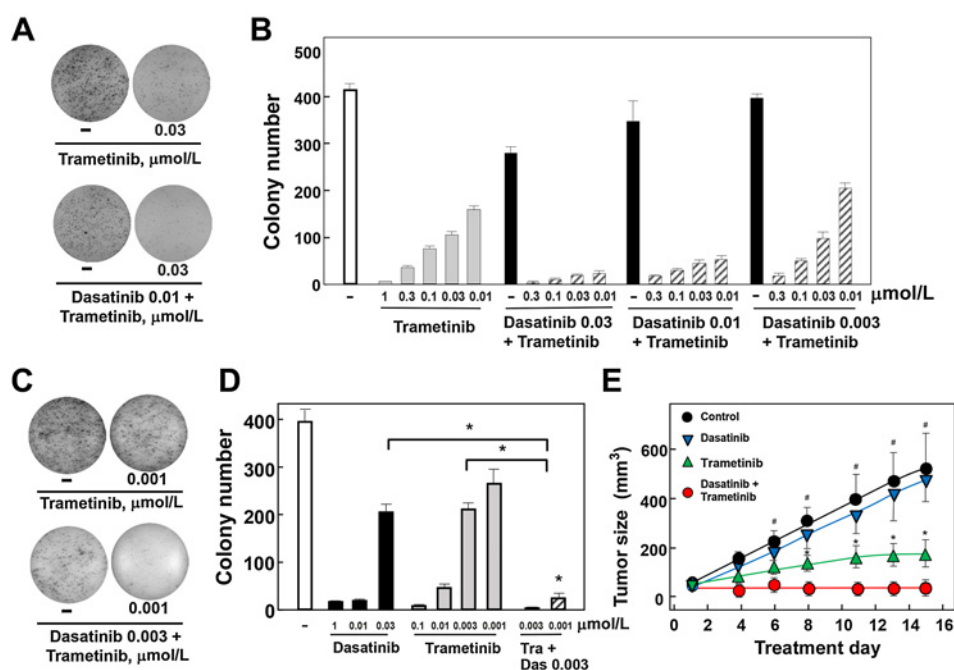 A
-
0.03
Trametinib, μmol/L
-
0.03
Dasatinib 0.01 +
Trametinib, μmol/L
B
Colony number
500
400
300
200
100
0
- 1 0.3 0.1 0.03 0.01 - 0.3 0.1 0.03 0.01 - 0.3 0.1 0.03 0.01 - 0.3 0.1 0.03 0.01 μmol/L
Trametinib
Dasatinib 0.03
+ Trametinib
Dasatinib 0.01
+ Trametinib
Dasatinib 0.003
+ Trametinib
C
-
0.001
Trametinib, μmol/L
-
0.001
Dasatinib 0.003 +
Trametinib, μmol/L
D
Colony number
400
300
200
100
0
*
*
*
- 1 0.01 0.03 0.1 0.01 0.003 0.001 0.003 0.001 μmol/L
Dasatinib
Trametinib
Tra +
Das 0.003
E
Tumor size (mm3)
600
400
200
0
Control
Dasatinib
Trametinib
Dasatinib +
Trametinib
# # # # #
* * * *
0 2 4 6 8 10 12 14 16
Treatment day